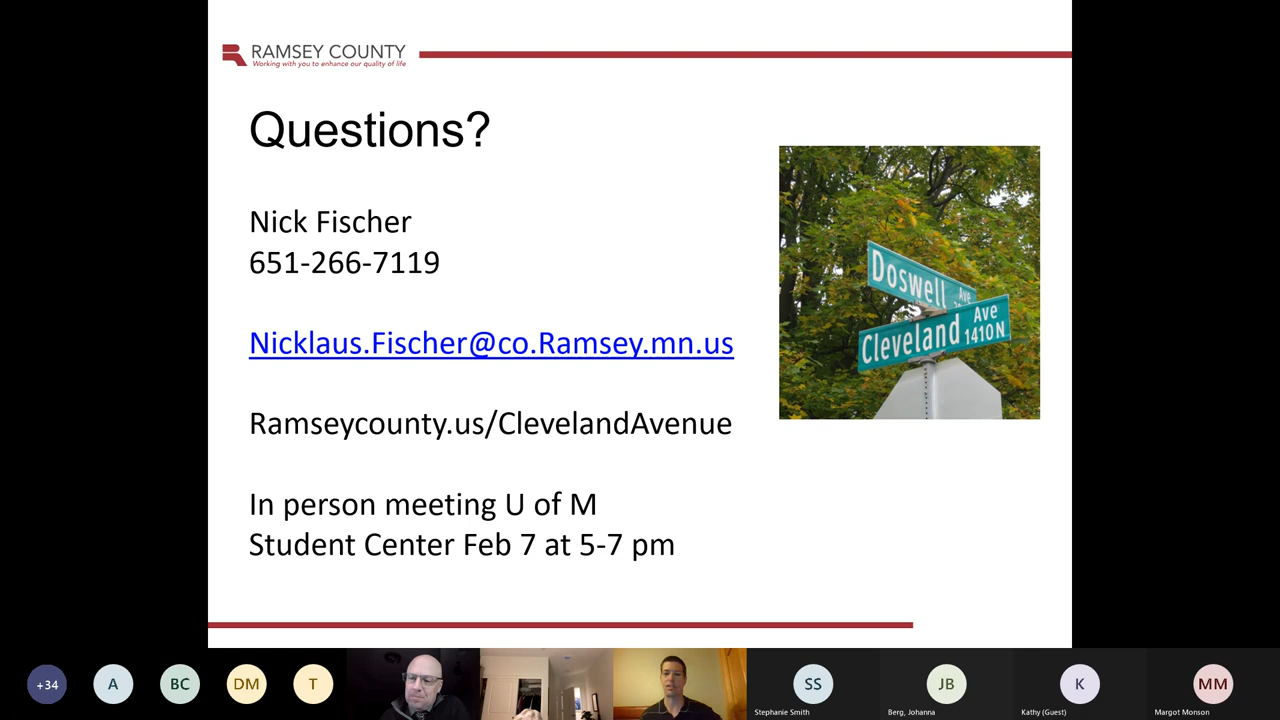 RAMSEY COUNTY
Working with you to enhance our quality of life
Questions?
Nick Fischer
651-266-7119
Nicklaus.Fischer@co.Ramsey.mn.us
Ramseycounty.us/ClevelandAvenue
In person meeting U of M
Student Center Feb 7 at 5-7 pm
Doswell Ave
Cleveland Ave
1410 N
+34
A
BC
DM
T
SS
JB
K
MM
Stephanie Smith
Berg, Johanna
Kathy (Guest)
Margot Monson